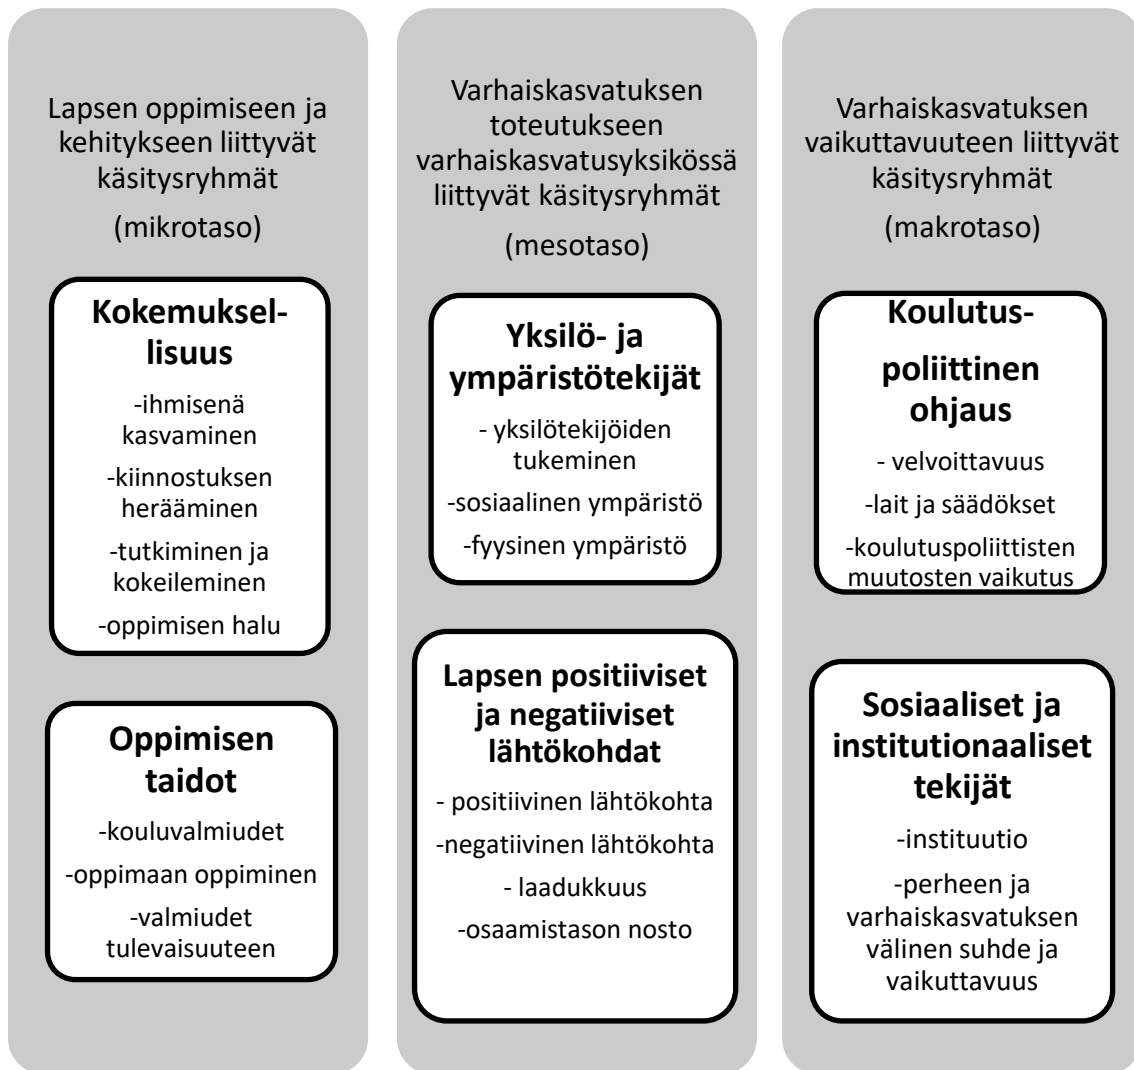 Lapsen oppimiseen ja
kehitykseen liittyvät
käsitysryhmät
(mikrotaso)
Kokemuksel-
lisuus
-ihmisenä
kasvaminen
-kiinnostuksen
herääminen
-tutkiminen ja
kokeileminen
-oppimisen halu
Oppimisen
taidot
-kouluvalmiudet
-oppimaan oppiminen
-valmiudet
tulevaisuuteen
Varhaiskasvatuksen
toteutukseen
varhaiskasvatusyksikössä
liittyvät käsitysryhmät
(mesotaso)
Yksilö- ja
ympäristötekijät
- yksilötekijöiden
tukeminen
-sosiaalinen ympäristö
-fyysinen ympäristö
Lapsen positiiviset
ja negatiiviset
lähtökohdat
- positivinen lähtökohta
-negatiivinen lähtökohta
- laadukkuus
-osaamistason nosto
Varhaiskasvatuksen
vaikuttavuuteen liittyvät
käsitysryhmät
(makrotaso)
Koulutus-
poliittinen
ohjaus
- velvoittavuus
-lait ja säädökset
-koulutuspoliittisten
muutosten vaikutus
Sosiaaliset ja
institutionaaliset
tekijät
-instituutio
-perheen ja
varhaiskasvatuksen
välinen suhde ja
vaikuttavuus